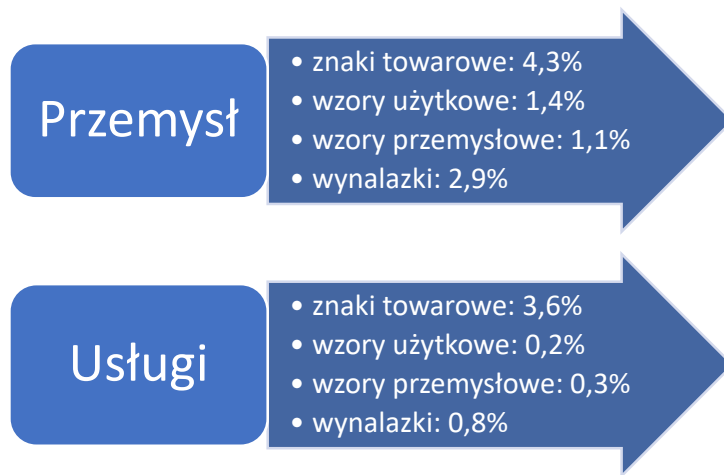 Przemysł
• znaki towarowe: 4,3%
• wzory użytkowe: 1,4%
• wzory przemysłowe: 1,1%
• wynalazki: 2,9%
Usługi
• znaki towarowe: 3,6%
• wzory użytkowe: 0,2%
• wzory przemysłowe: 0,3%
• wynalazki: 0,8%